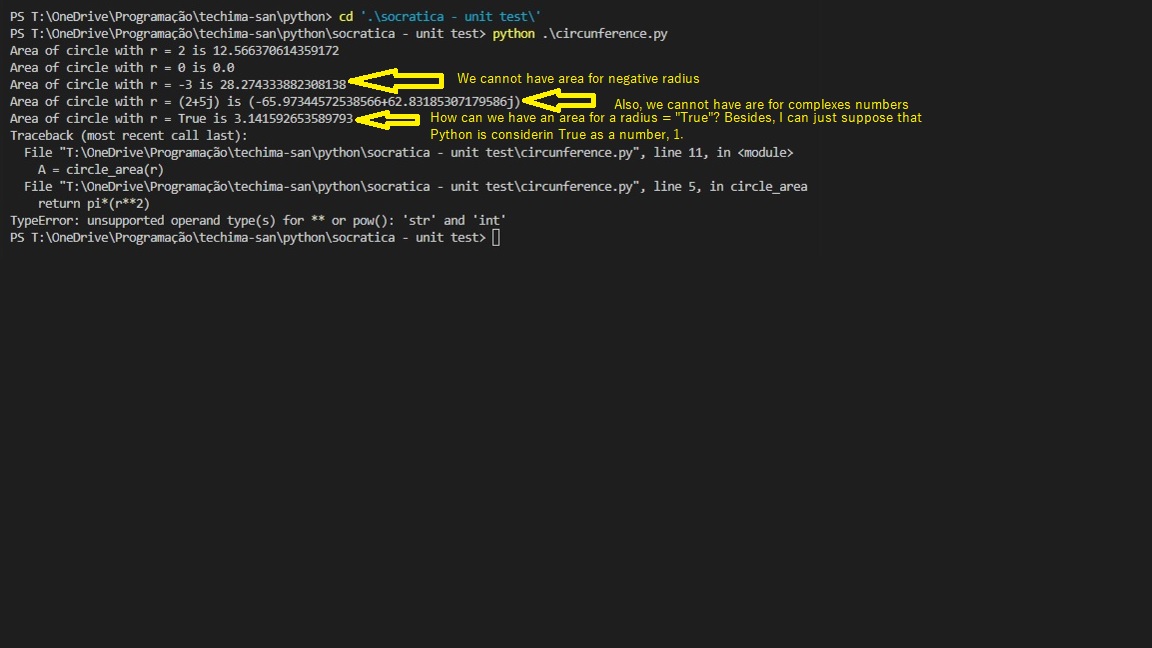 PS T:\OneDrive\Programação\techima-san\python> cd '.\socratica - unit test\'
PS T:\OneDrive\Programação\techima-san\python\socratica - unit test> python .\circunference.py
Area of circle with r = 2 is 12.566370614359172
Area of circle with r = 0 is 0.0
Area of circle with r = -3 is 28.274333882308138 We cannot have area for negative radius
Area of circle with r = (2+5j) is (-65.97344572538566+62.83185307179586j) Also, we cannot have are for complexes numbers
Area of circle with r = True is 3.141592653589793 How can we have an area for a radius = "True"? Besides, I can just suppose that
Python is considerin True as a number, 1.
Traceback (most recent call last):
  File "T:\OneDrive\Programação\techima-san\python\socratica - unit test\circunference.py", line 11, in <module>
    A = circle_area(r)
  File "T:\OneDrive\Programação\techima-san\python\socratica - unit test\circunference.py", line 5, in circle_area
    return pi*(r**2)
TypeError: unsupported operand type(s) for ** or pow(): 'str' and 'int'
PS T:\OneDrive\Programação\techima-san\python\socratica - unit test>